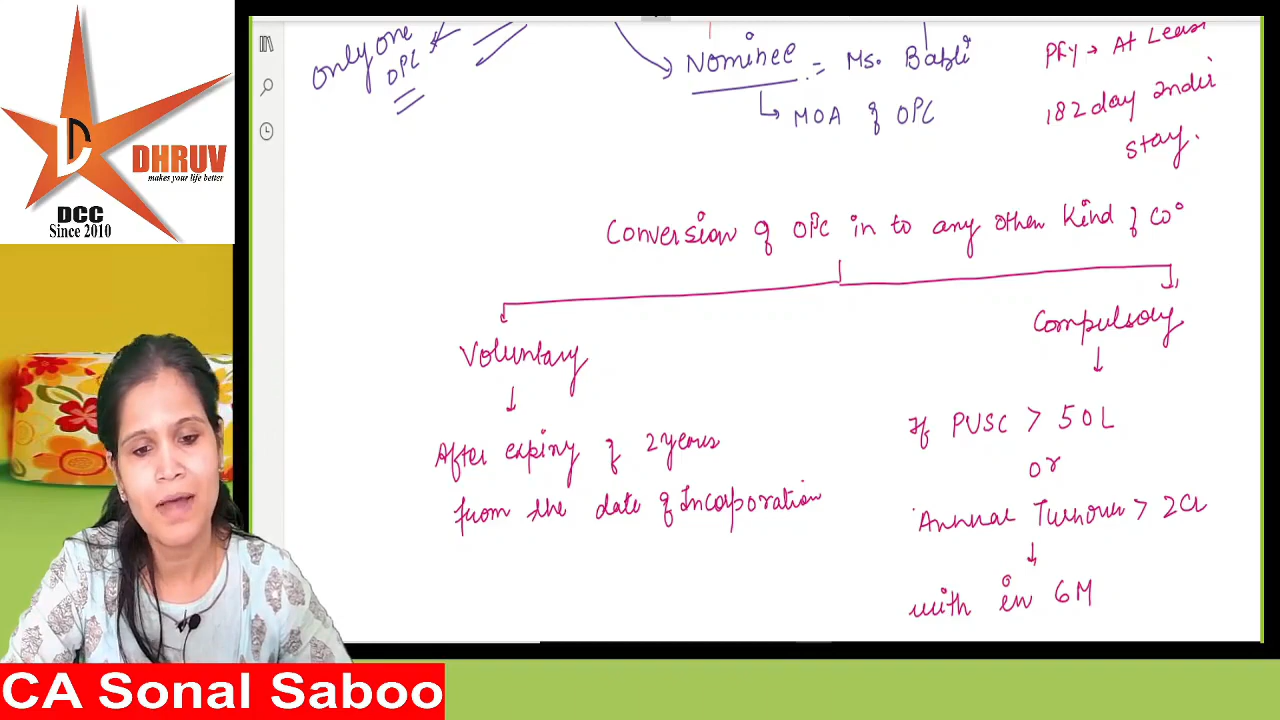 only one
OPC
Nominee = Ms. Babli
MOA of OPC
PFY → At Least
182 day Indir
stay.
Conversion of OPC in to any other Kind of Co°
Voluntary
Compulsory
After expiry of 2 years
from the date of Incorporation
If PUSC > 50L
or
Annual Turnover > 2Cr
with in 6M
DC
DHRUV
makes your life better
DCC
Since 2010
CA Sonal Saboo